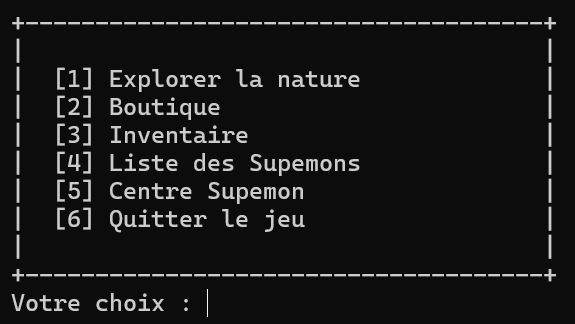 [1] Explorer la nature
[2] Boutique
[3] Inventaire
[4] Liste des Supemons
[5] Centre Supemon
[6] Quitter le jeu
Votre choix :